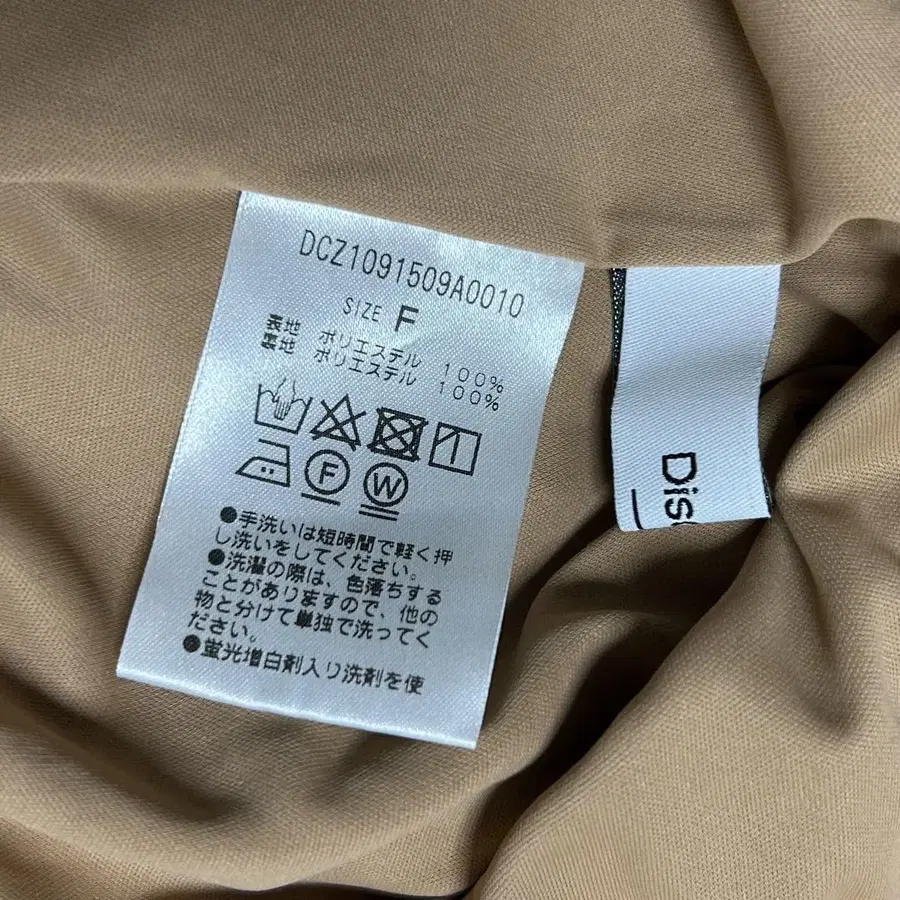 DCZ1091509A0010
SIZE F
表地 ポリエステル 100%
裏地 ポリエステル 100%
F W
●手洗いは短時間で軽く押
し洗いをしてください。
●洗濯の際は、色落ちする
ことがありますので、他の
物と分けて単独で洗ってく
ださい。
●蛍光増白剤入り洗剤を使
Dis